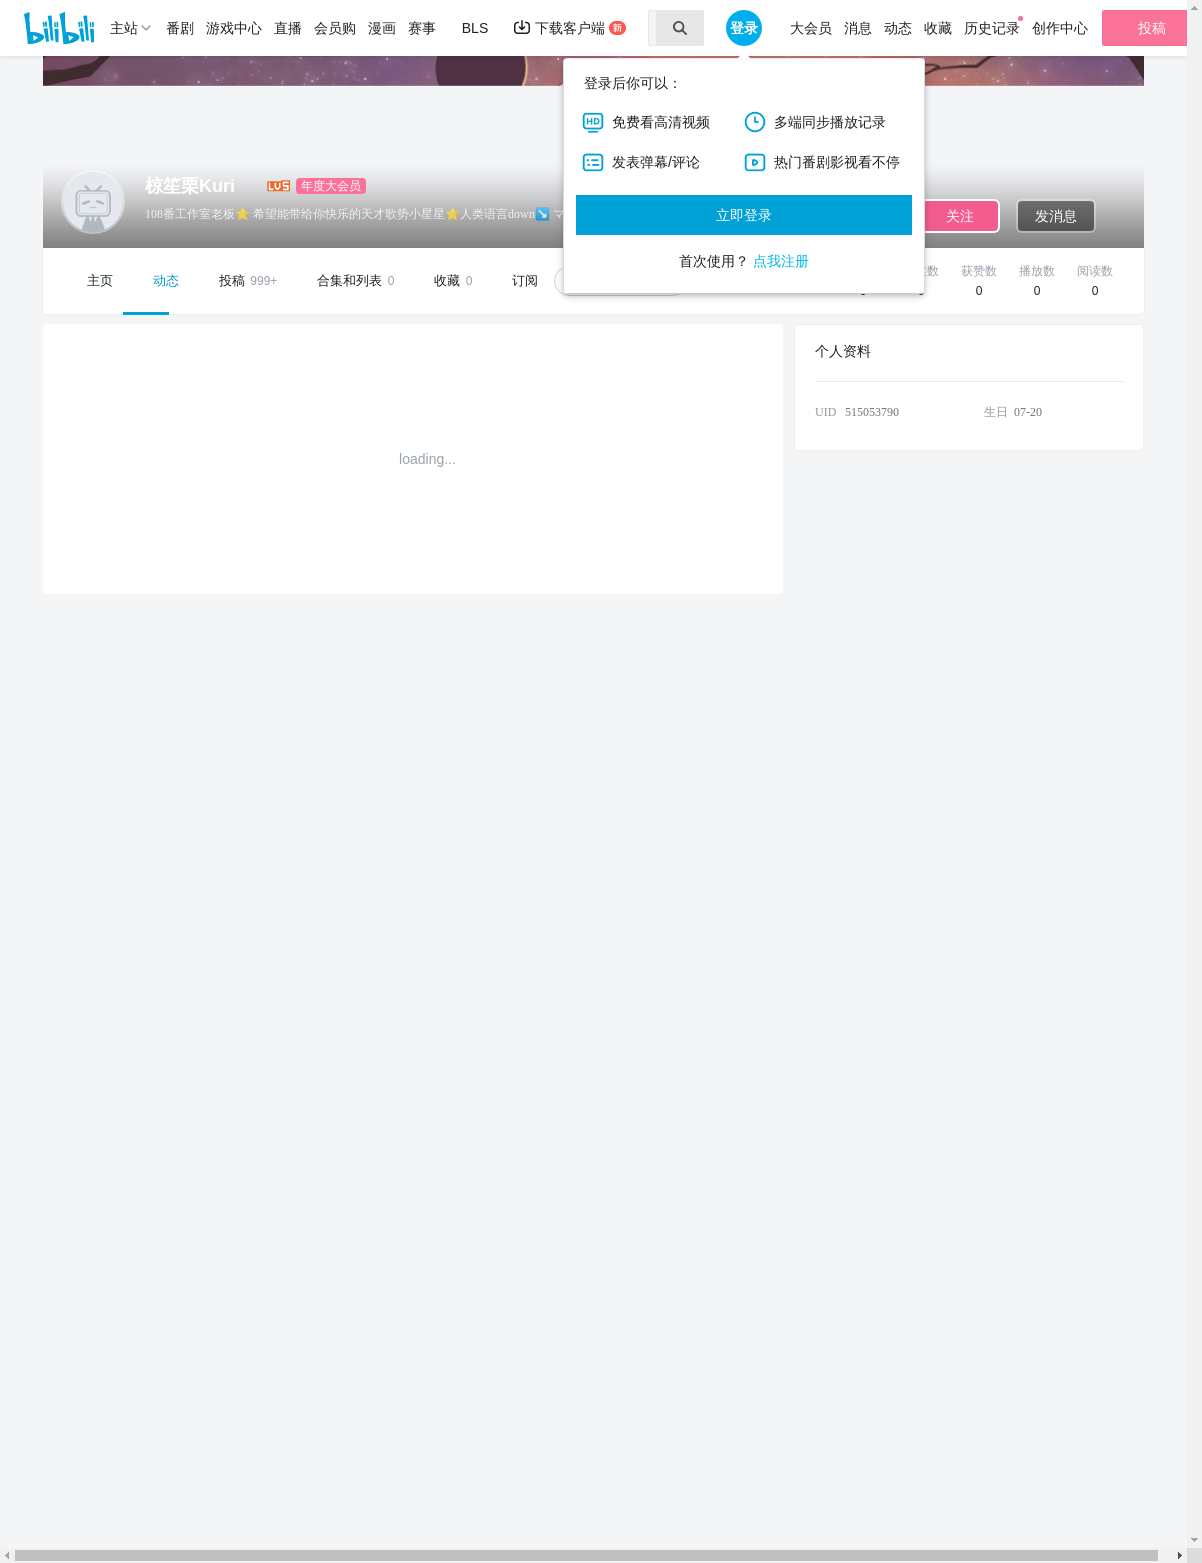 bilibili 主站 番剧 游戏中心 直播 会员购 漫画 赛事 BLS 下载客户端 新 登录 大会员 消息 动态 收藏 历史记录 创作中心 投稿
登录后你可以：
HD 免费看高清视频 多端同步播放记录
发表弹幕/评论 热门番剧影视看不停
立即登录
首次使用？ 点我注册
椋笙栗Kuri LV5 年度大会员
108番工作室老板⭐ 希望能带给你快乐的天才歌势小星星⭐人类语言down↘️
关注 发消息
主页 动态 投稿 999+ 合集和列表 0 收藏 0 订阅
数 获赞数 播放数 阅读数
0 0 0
loading...
个人资料
UID 515053790 生日 07-20